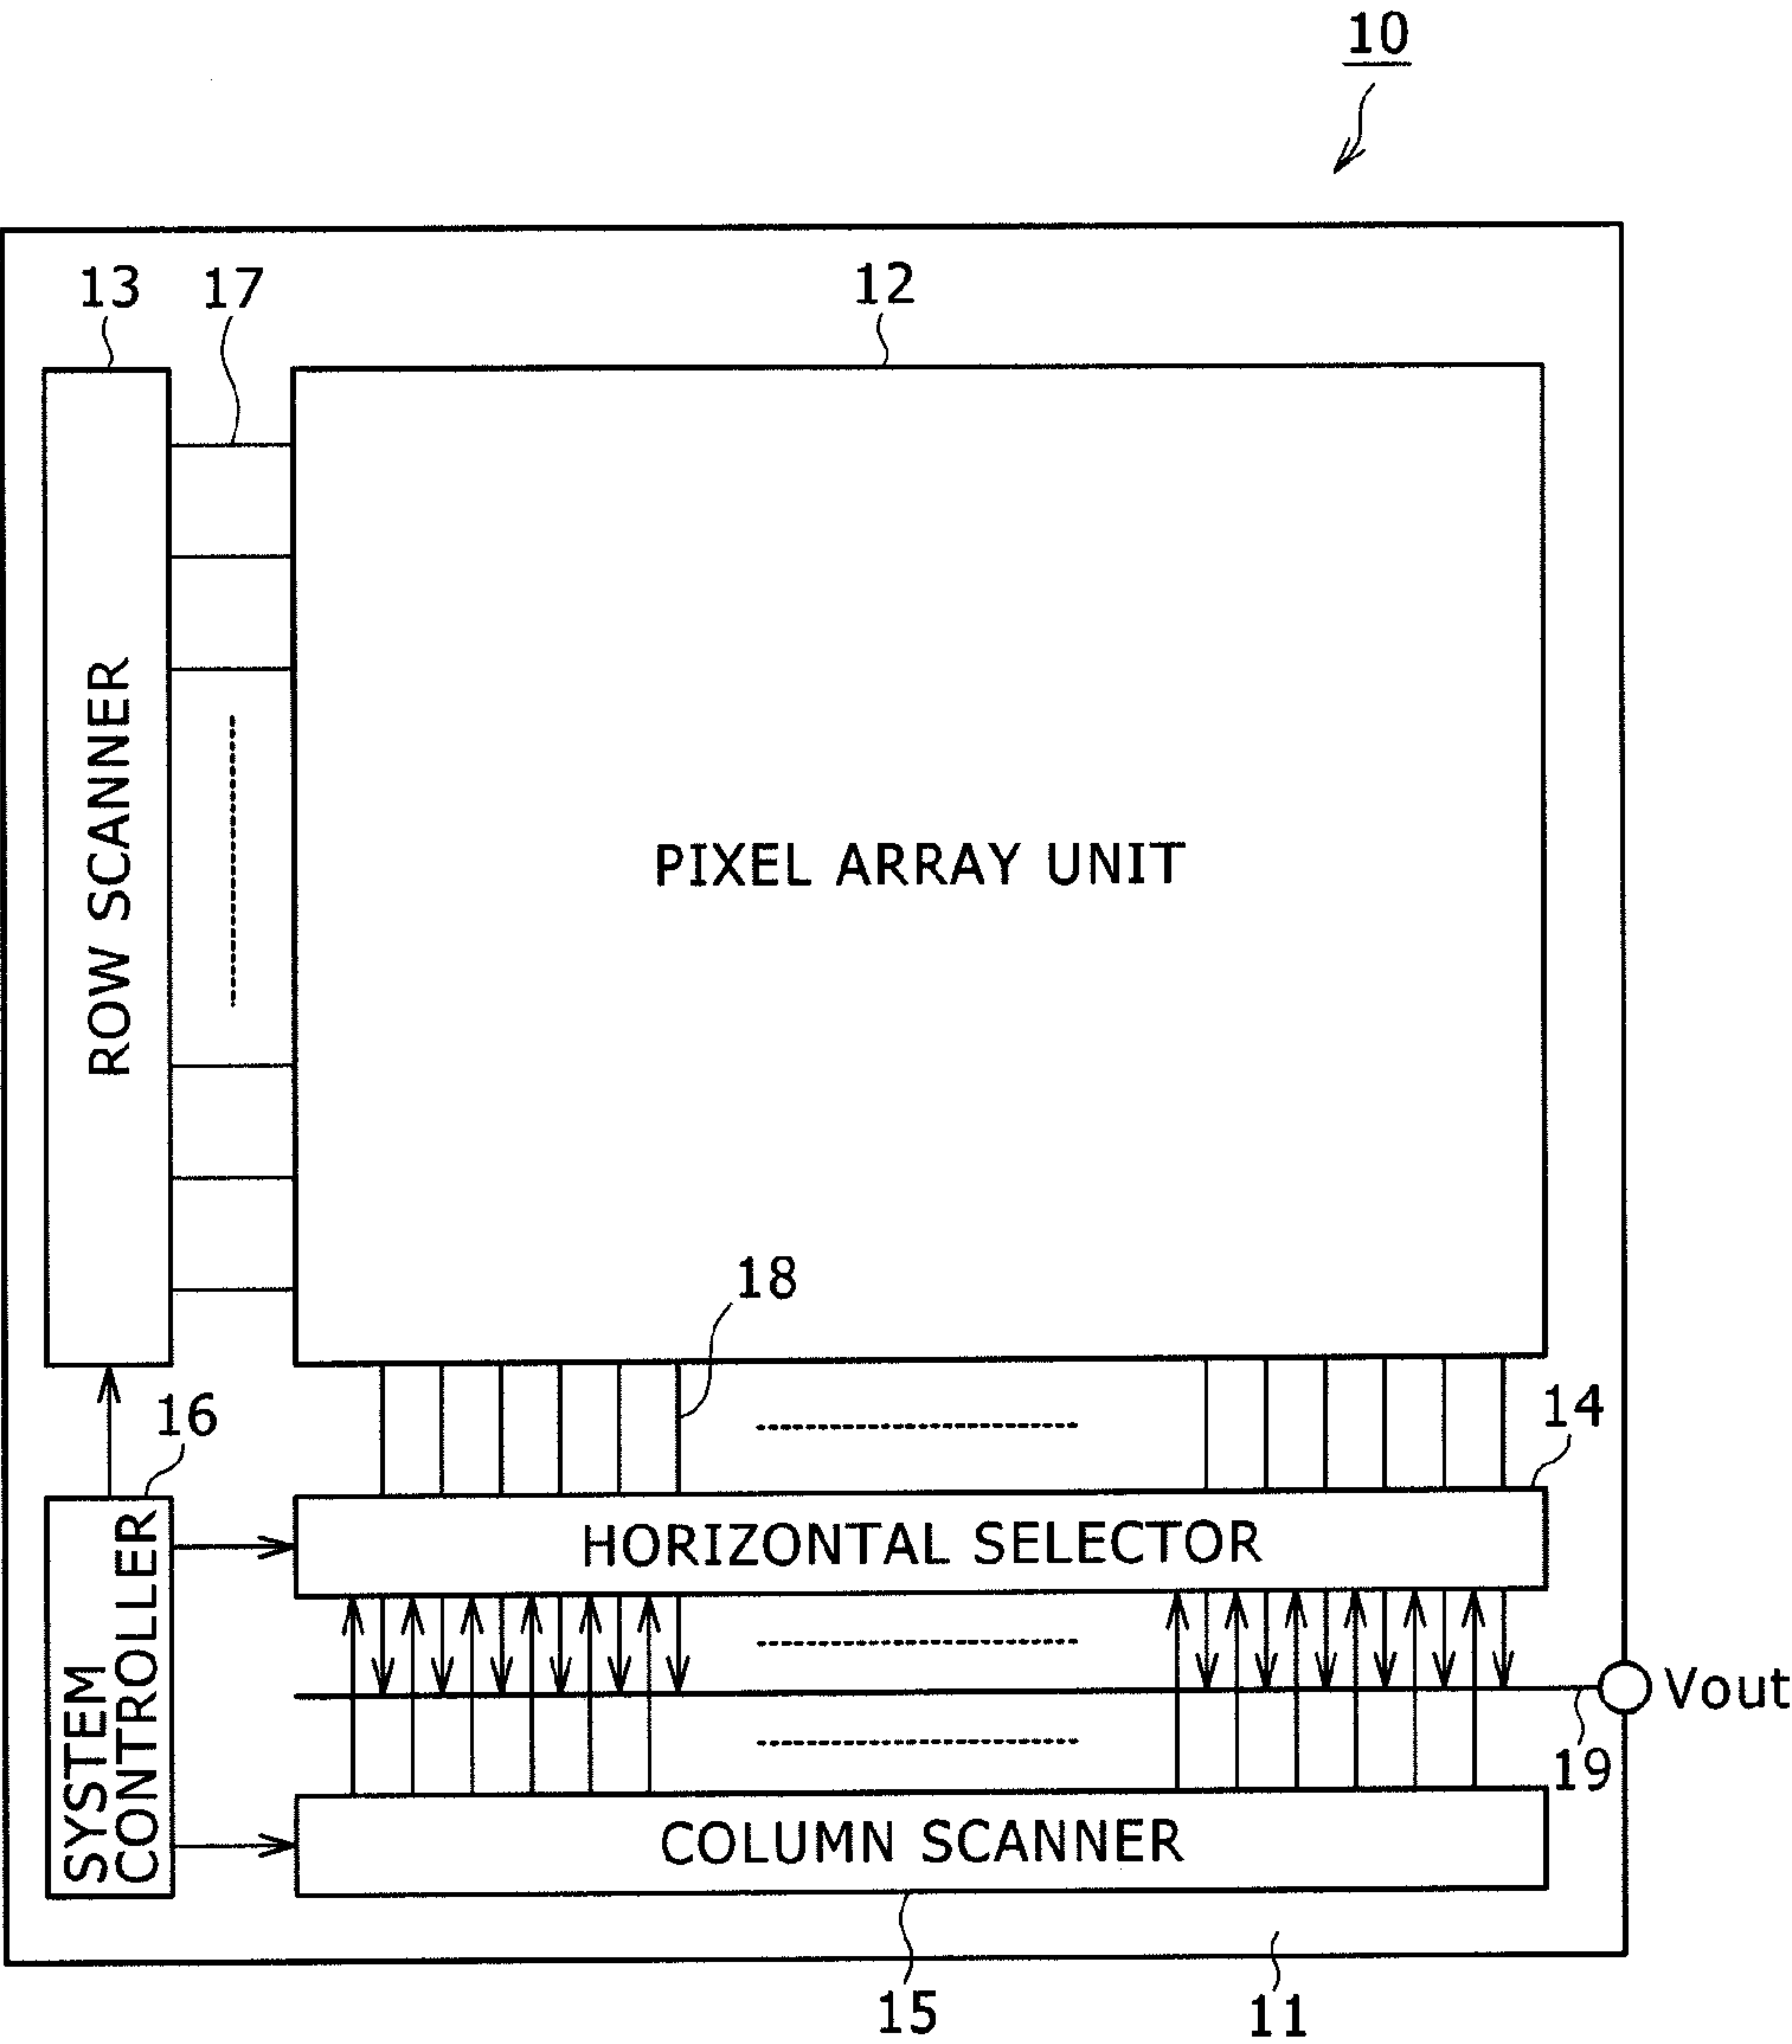 10
13
17
12
ROW SCANNER
PIXEL ARRAY UNIT
18
16
14
SYSTEM
CONTROLLER
HORIZONTAL SELECTOR
Vout
19
COLUMN SCANNER
15
11